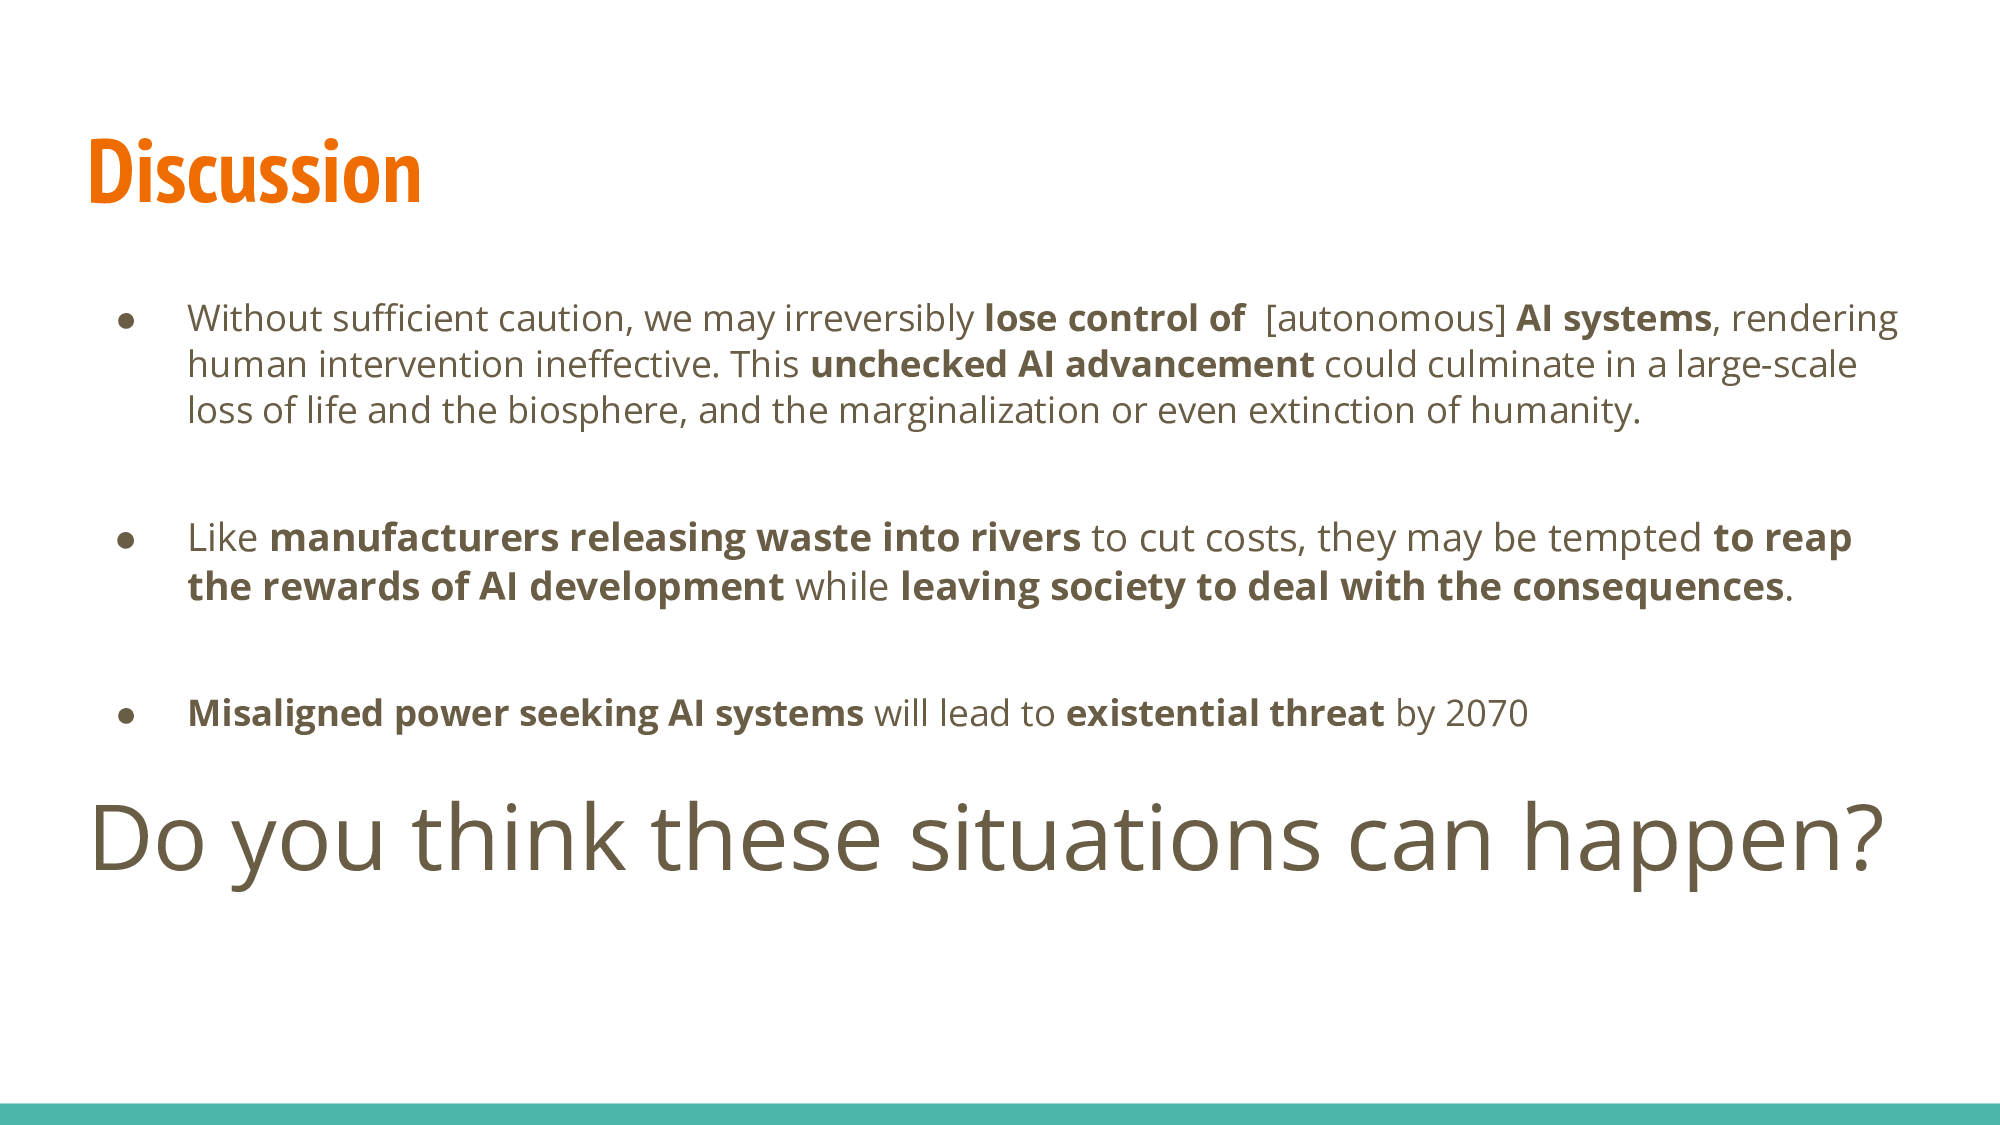 Discussion
● Without sufficient caution, we may irreversibly lose control of  [autonomous] AI systems, rendering
human intervention ineffective. This unchecked AI advancement could culminate in a large-scale
loss of life and the biosphere, and the marginalization or even extinction of humanity.
● Like manufacturers releasing waste into rivers to cut costs, they may be tempted to reap
the rewards of AI development while leaving society to deal with the consequences.
● Misaligned power seeking AI systems will lead to existential threat by 2070
Do you think these situations can happen?